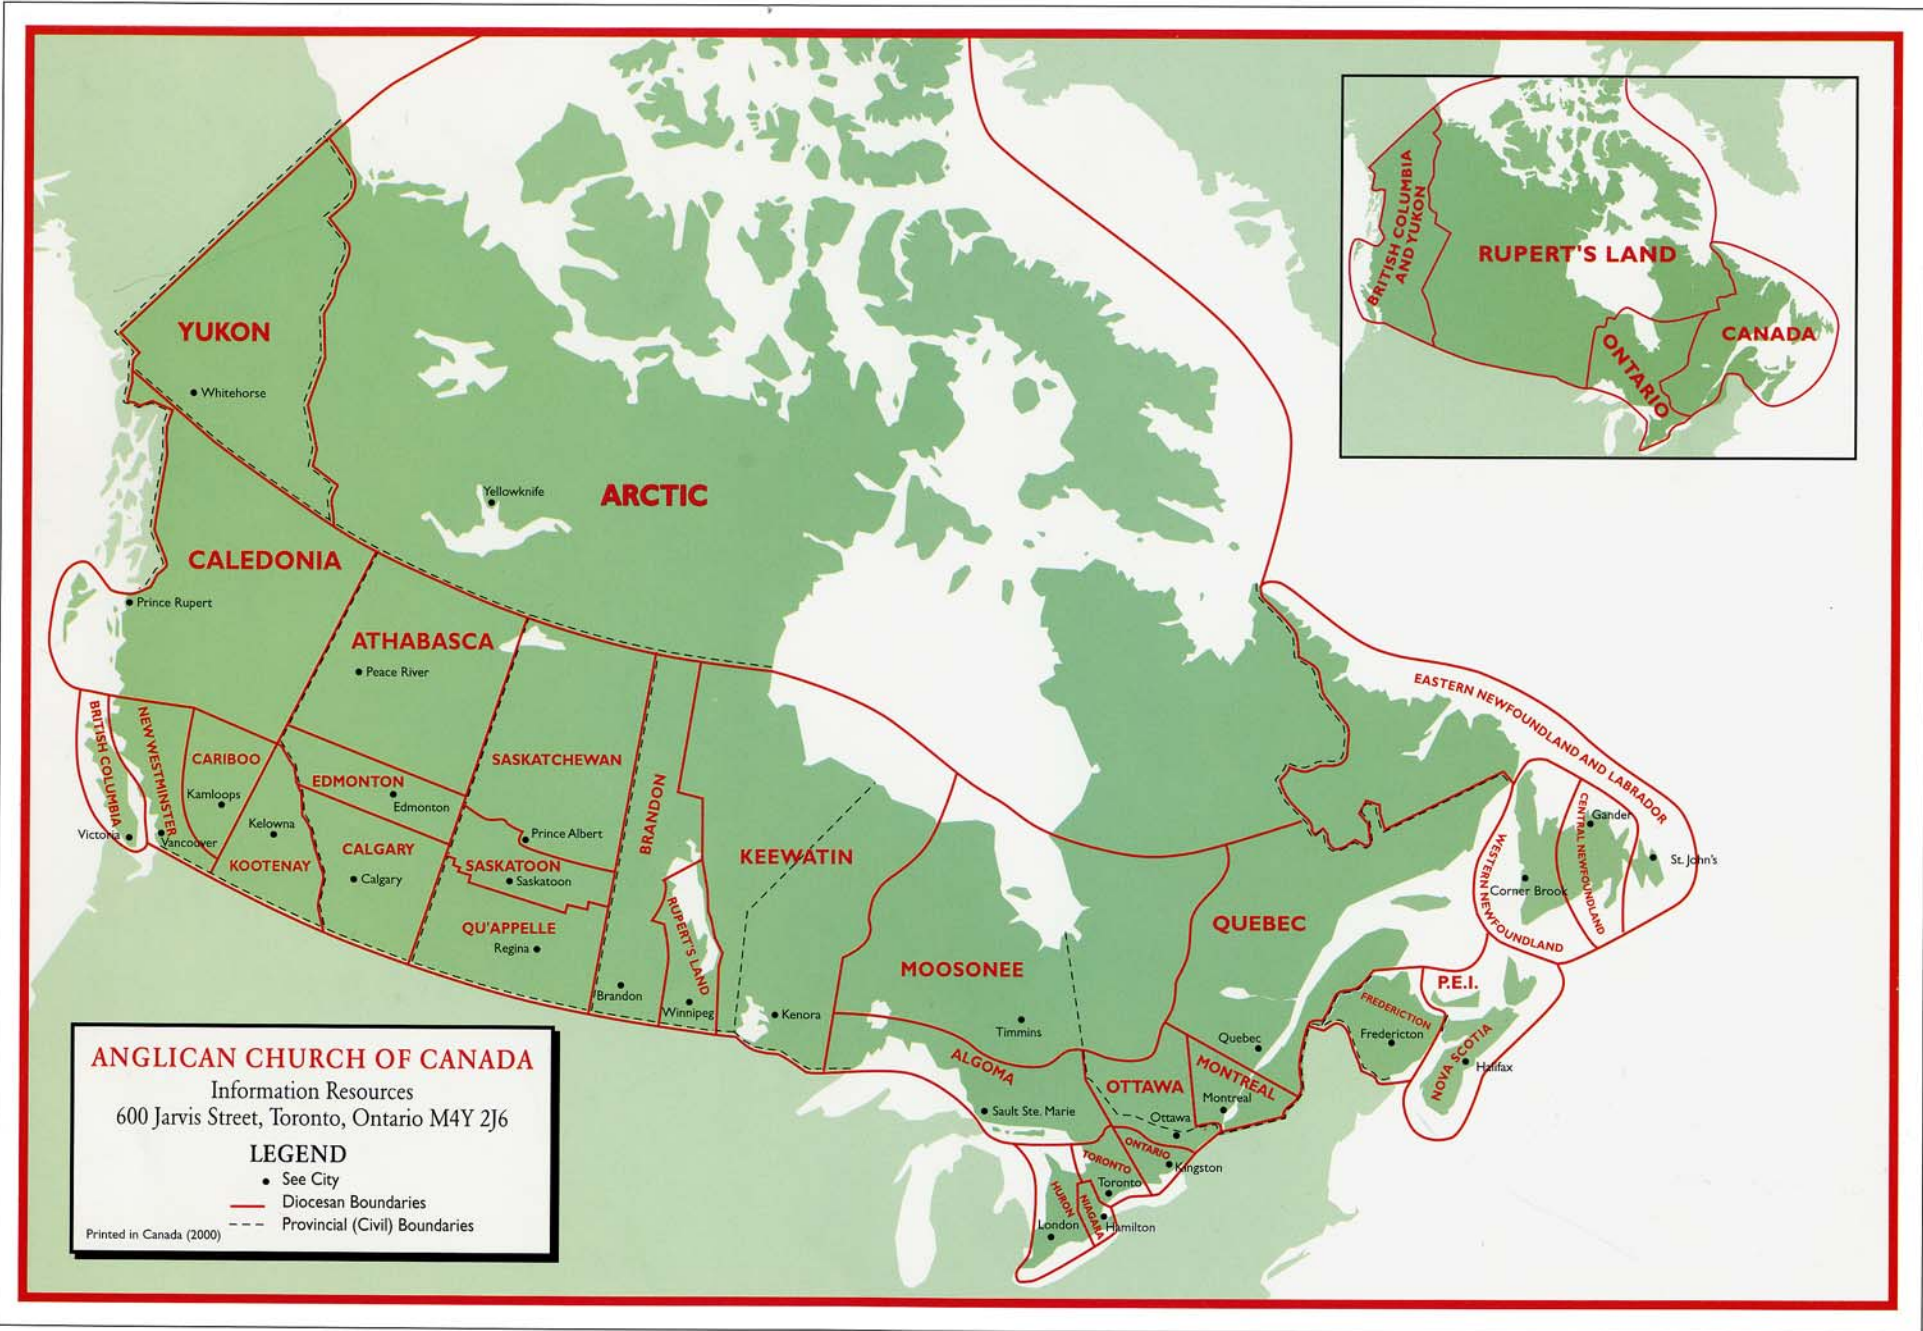 YUKON
Whitehorse
ARCTIC
Yellowknife
CALEDONIA
Prince Rupert
ATHABASCA
Peace River
BRITISH COLUMBIA
NEW WESTMINSTER
CARIBOO
Kamloops
Victoria
Vancouver
Kelowna
KOOTENAY
EDMONTON
Edmonton
CALGARY
Calgary
SASKATCHEWAN
Prince Albert
SASKATOON
Saskatoon
QU'APPELLE
Regina
BRANDON
Brandon
RUPERT'S LAND
Winnipeg
KEEWATIN
Kenora
MOOSONEE
Timmins
ALGOMA
Sault Ste. Marie
QUEBEC
Quebec
OTTAWA
Ottawa
MONTREAL
Montreal
ONTARIO
Kingston
TORONTO
Toronto
HURON
London
NIAGARA
Hamilton
EASTERN NEWFOUNDLAND AND LABRADOR
CENTRAL NEWFOUNDLAND
Gander
St. John's
WESTERN NEWFOUNDLAND
Corner Brook
P.E.I.
FREDERICTION
Fredericton
NOVA SCOTIA
Halifax
BRITISH COLUMBIA
AND YUKON
RUPERT'S LAND
ONTARIO
CANADA
ANGLICAN CHURCH OF CANADA
Information Resources
600 Jarvis Street, Toronto, Ontario M4Y 2J6
LEGEND
See City
Diocesan Boundaries
Provincial (Civil) Boundaries
Printed in Canada (2000)